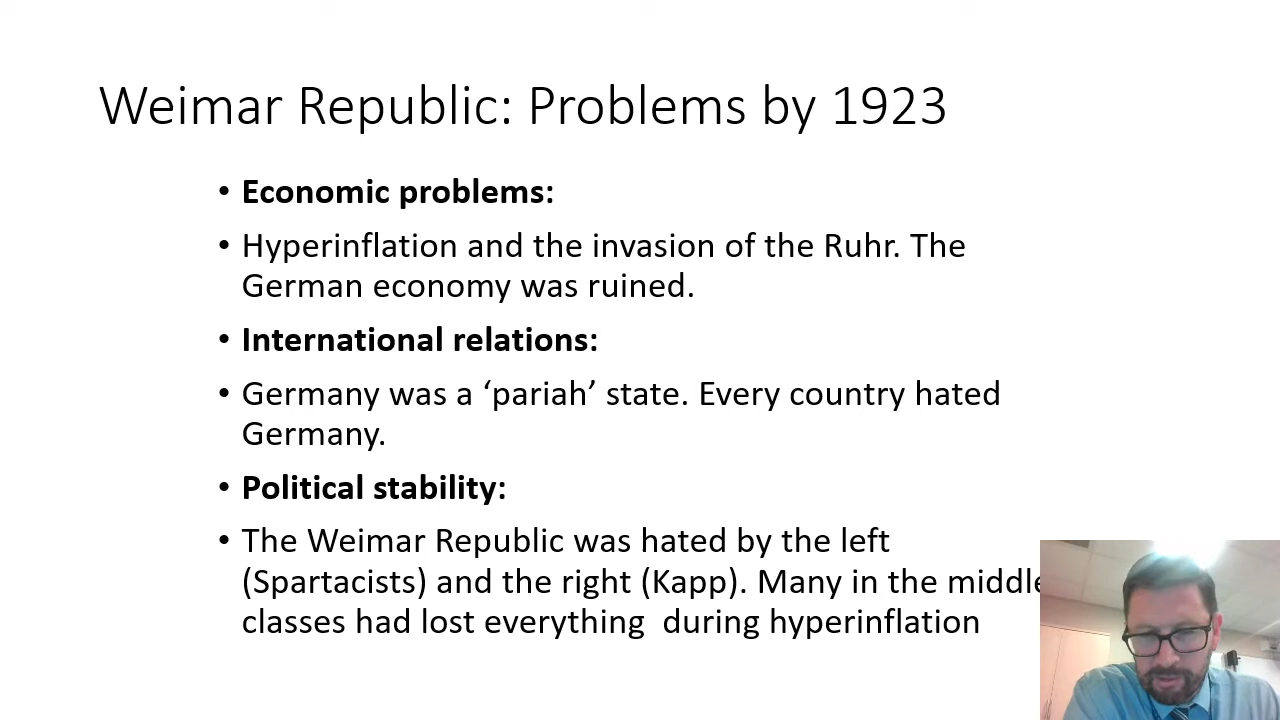 Weimar Republic: Problems by 1923
• Economic problems:
• Hyperinflation and the invasion of the Ruhr. The
German economy was ruined.
• International relations:
• Germany was a ‘pariah’ state. Every country hated
Germany.
• Political stability:
• The Weimar Republic was hated by the left
(Spartacists) and the right (Kapp). Many in the middle
classes had lost everything  during hyperinflation